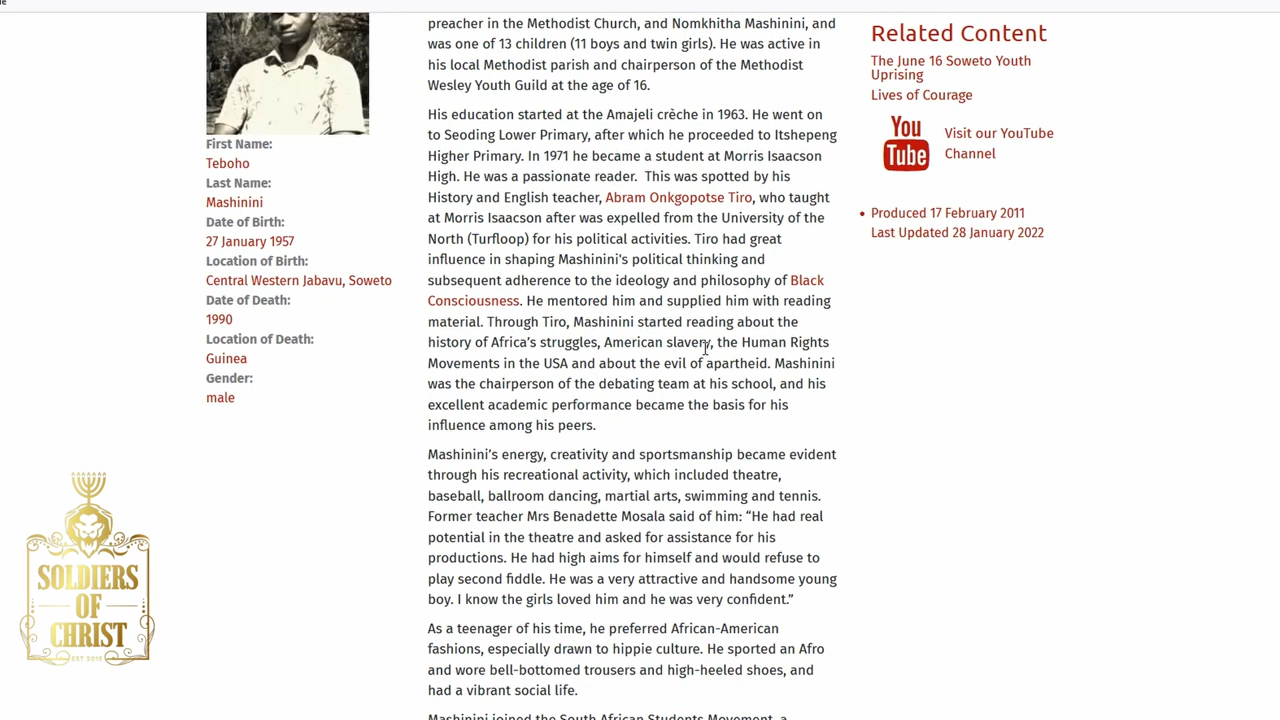 First Name:
Teboho
Last Name:
Mashinini
Date of Birth:
27 January 1957
Location of Birth:
Central Western Jabavu, Soweto
Date of Death:
1990
Location of Death:
Guinea
Gender:
male
SOLDIERS
OF
CHRIST
EST 2015
preacher in the Methodist Church, and Nomkhitha Mashinini, and
was one of 13 children (11 boys and twin girls). He was active in
his local Methodist parish and chairperson of the Methodist
Wesley Youth Guild at the age of 16.
His education started at the Amajeli crèche in 1963. He went on
to Seoding Lower Primary, after which he proceeded to Itshepeng
Higher Primary. In 1971 he became a student at Morris Isaacson
High. He was a passionate reader.  This was spotted by his
History and English teacher, Abram Onkgopotse Tiro, who taught
at Morris Isaacson after was expelled from the University of the
North (Turfloop) for his political activities. Tiro had great
influence in shaping Mashinini's political thinking and
subsequent adherence to the ideology and philosophy of Black
Consciousness. He mentored him and supplied him with reading
material. Through Tiro, Mashinini started reading about the
history of Africa's struggles, American slavery, the Human Rights
Movements in the USA and about the evil of apartheid. Mashinini
was the chairperson of the debating team at his school, and his
excellent academic performance became the basis for his
influence among his peers.
Mashinini's energy, creativity and sportsmanship became evident
through his recreational activity, which included theatre,
baseball, ballroom dancing, martial arts, swimming and tennis.
Former teacher Mrs Benadette Mosala said of him: “He had real
potential in the theatre and asked for assistance for his
productions. He had high aims for himself and would refuse to
play second fiddle. He was a very attractive and handsome young
boy. I know the girls loved him and he was very confident.”
As a teenager of his time, he preferred African-American
fashions, especially drawn to hippie culture. He sported an Afro
and wore bell-bottomed trousers and high-heeled shoes, and
had a vibrant social life.
Mashinini joined the South African Students Movement, a
Related Content
The June 16 Soweto Youth
Uprising
Lives of Courage
You
Tube
Visit our YouTube
Channel
Produced 17 February 2011
Last Updated 28 January 2022